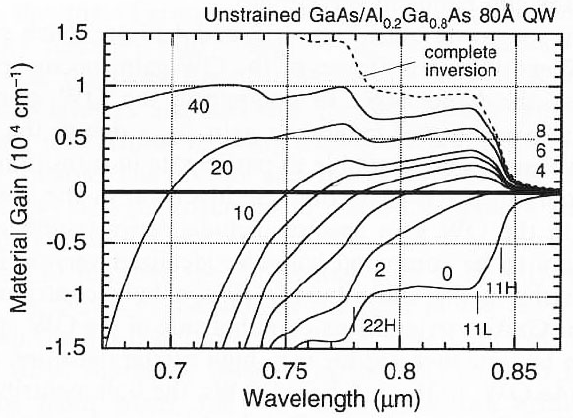 Unstrained GaAs/Al0.2Ga0.8As 80Å QW
Material Gain (10⁴ cm⁻¹)
1.5
1
0.5
0
-0.5
-1
-1.5
complete
inversion
40
20
10
8
6
4
2
0
22H
11L
11H
0.7
0.75
0.8
0.85
Wavelength (μm)